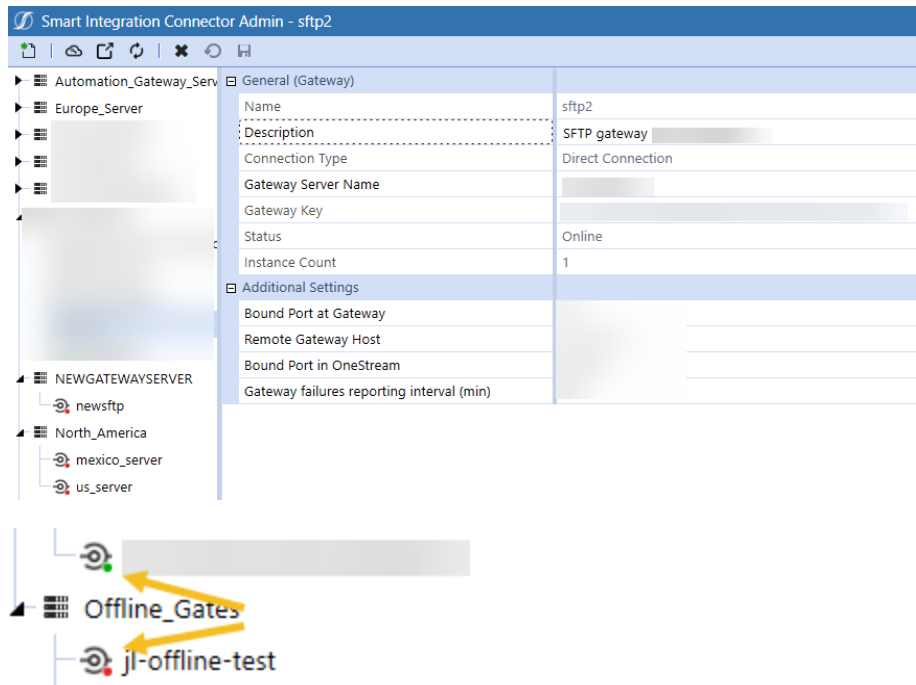 Smart Integration Connector Admin - sftp2
Automation_Gateway_Serv
Europe_Server
NEWGATEWAYSERVER
newsftp
North_America
mexico_server
us_server
General (Gateway)
Name sftp2
Description SFTP gateway
Connection Type Direct Connection
Gateway Server Name
Gateway Key
Status Online
Instance Count 1
Additional Settings
Bound Port at Gateway
Remote Gateway Host
Bound Port in OneStream
Gateway failures reporting interval (min)
Offline_Gates
jl-offline-test